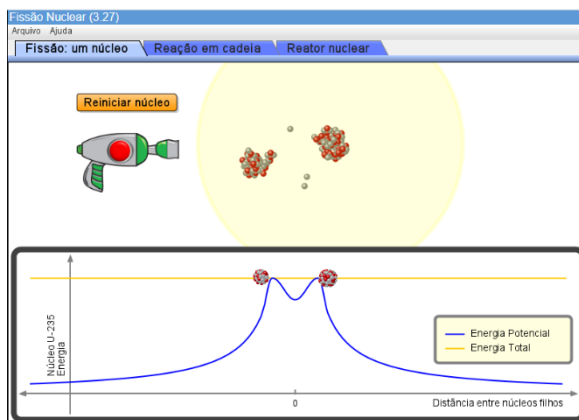 Fissão Nuclear (3.27)
Arquivo Ajuda
Fissão: um núcleo Reação em cadeia Reator nuclear
Reiniciar núcleo
Núcleo U-235
Energia
Energia Potencial
Energia Total
0
Distância entre núcleos filhos